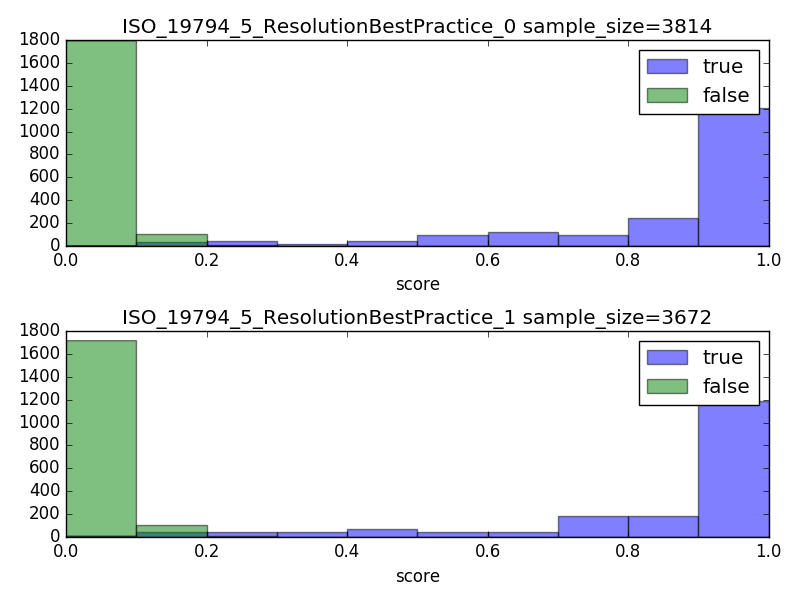 ISO_19794_5_ResolutionBestPractice_0 sample_size=3814
1800
1600
1400
1200
1000
800
600
400
200
0
true
false
0.0 0.2 0.4 0.6 0.8 1.0
score
ISO_19794_5_ResolutionBestPractice_1 sample_size=3672
1800
1600
1400
1200
1000
800
600
400
200
0
true
false
0.0 0.2 0.4 0.6 0.8 1.0
score